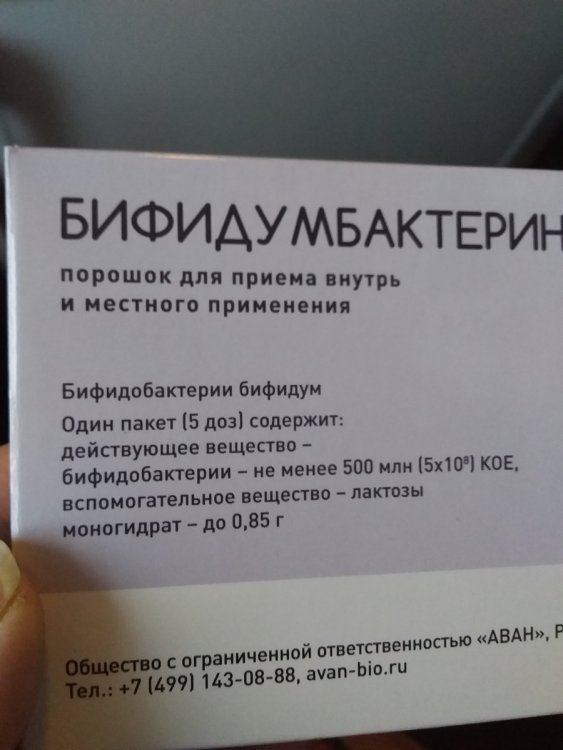 БИФИДУМБАКТЕРИН
порошок для приема внутрь
и местного применения
Бифидобактерии бифидум
Один пакет (5 доз) содержит:
действующее вещество –
бифидобактерии – не менее 500 млн (5х10⁸) КОЕ,
вспомогательное вещество – лактозы
моногидрат – до 0,85 г
Общество с ограниченной ответственностью «АВАН»,
Тел.: +7 (499) 143-08-88, avan-bio.ru